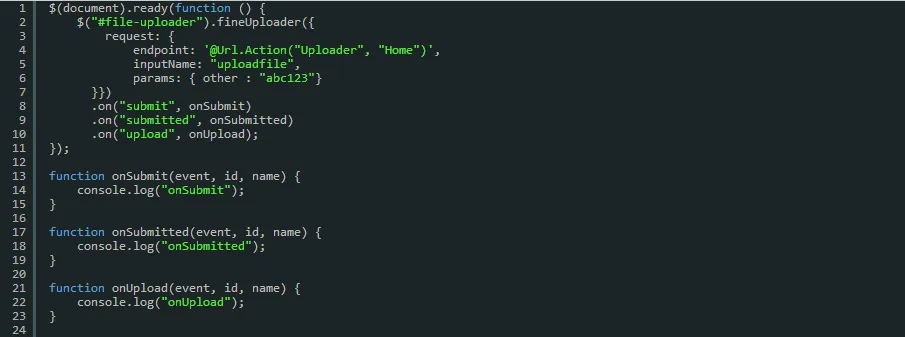 1 $(document).ready(function () {
2     $("#file-uploader").fineUploader({
3         request: {
4             endpoint: '@Url.Action("Uploader", "Home")',
5             inputName: "uploadfile",
6             params: { other : "abc123"}
7       }})
8       .on("submit", onSubmit)
9       .on("submitted", onSubmitted)
10       .on("upload", onUpload);
11 });
12
13 function onSubmit(event, id, name) {
14     console.log("onSubmit");
15 }
16
17 function onSubmitted(event, id, name) {
18     console.log("onSubmitted");
19 }
20
21 function onUpload(event, id, name) {
22     console.log("onUpload");
23 }
24